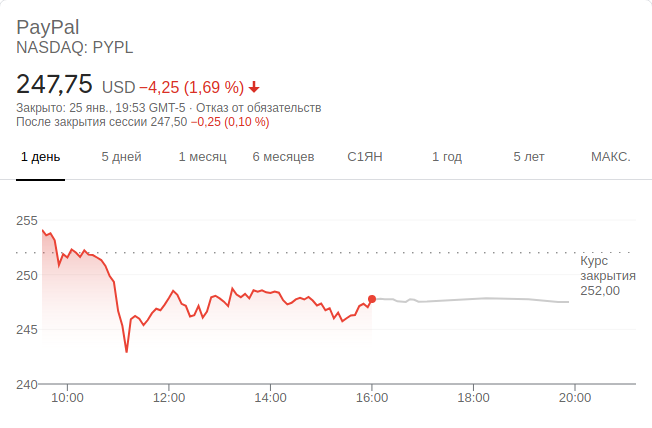 PayPal
NASDAQ: PYPL
247,75 USD −4,25 (1,69 %)
Закрыто: 25 янв., 19:53 GMT-5 · Отказ от обязательств
После закрытия сессии 247,50 −0,25 (0,10 %)
1 день 5 дней 1 месяц 6 месяцев С1ЯН 1 год 5 лет МАКС.
255
250
245
240
Курс
закрытия
252,00
10:00 12:00 14:00 16:00 18:00 20:00